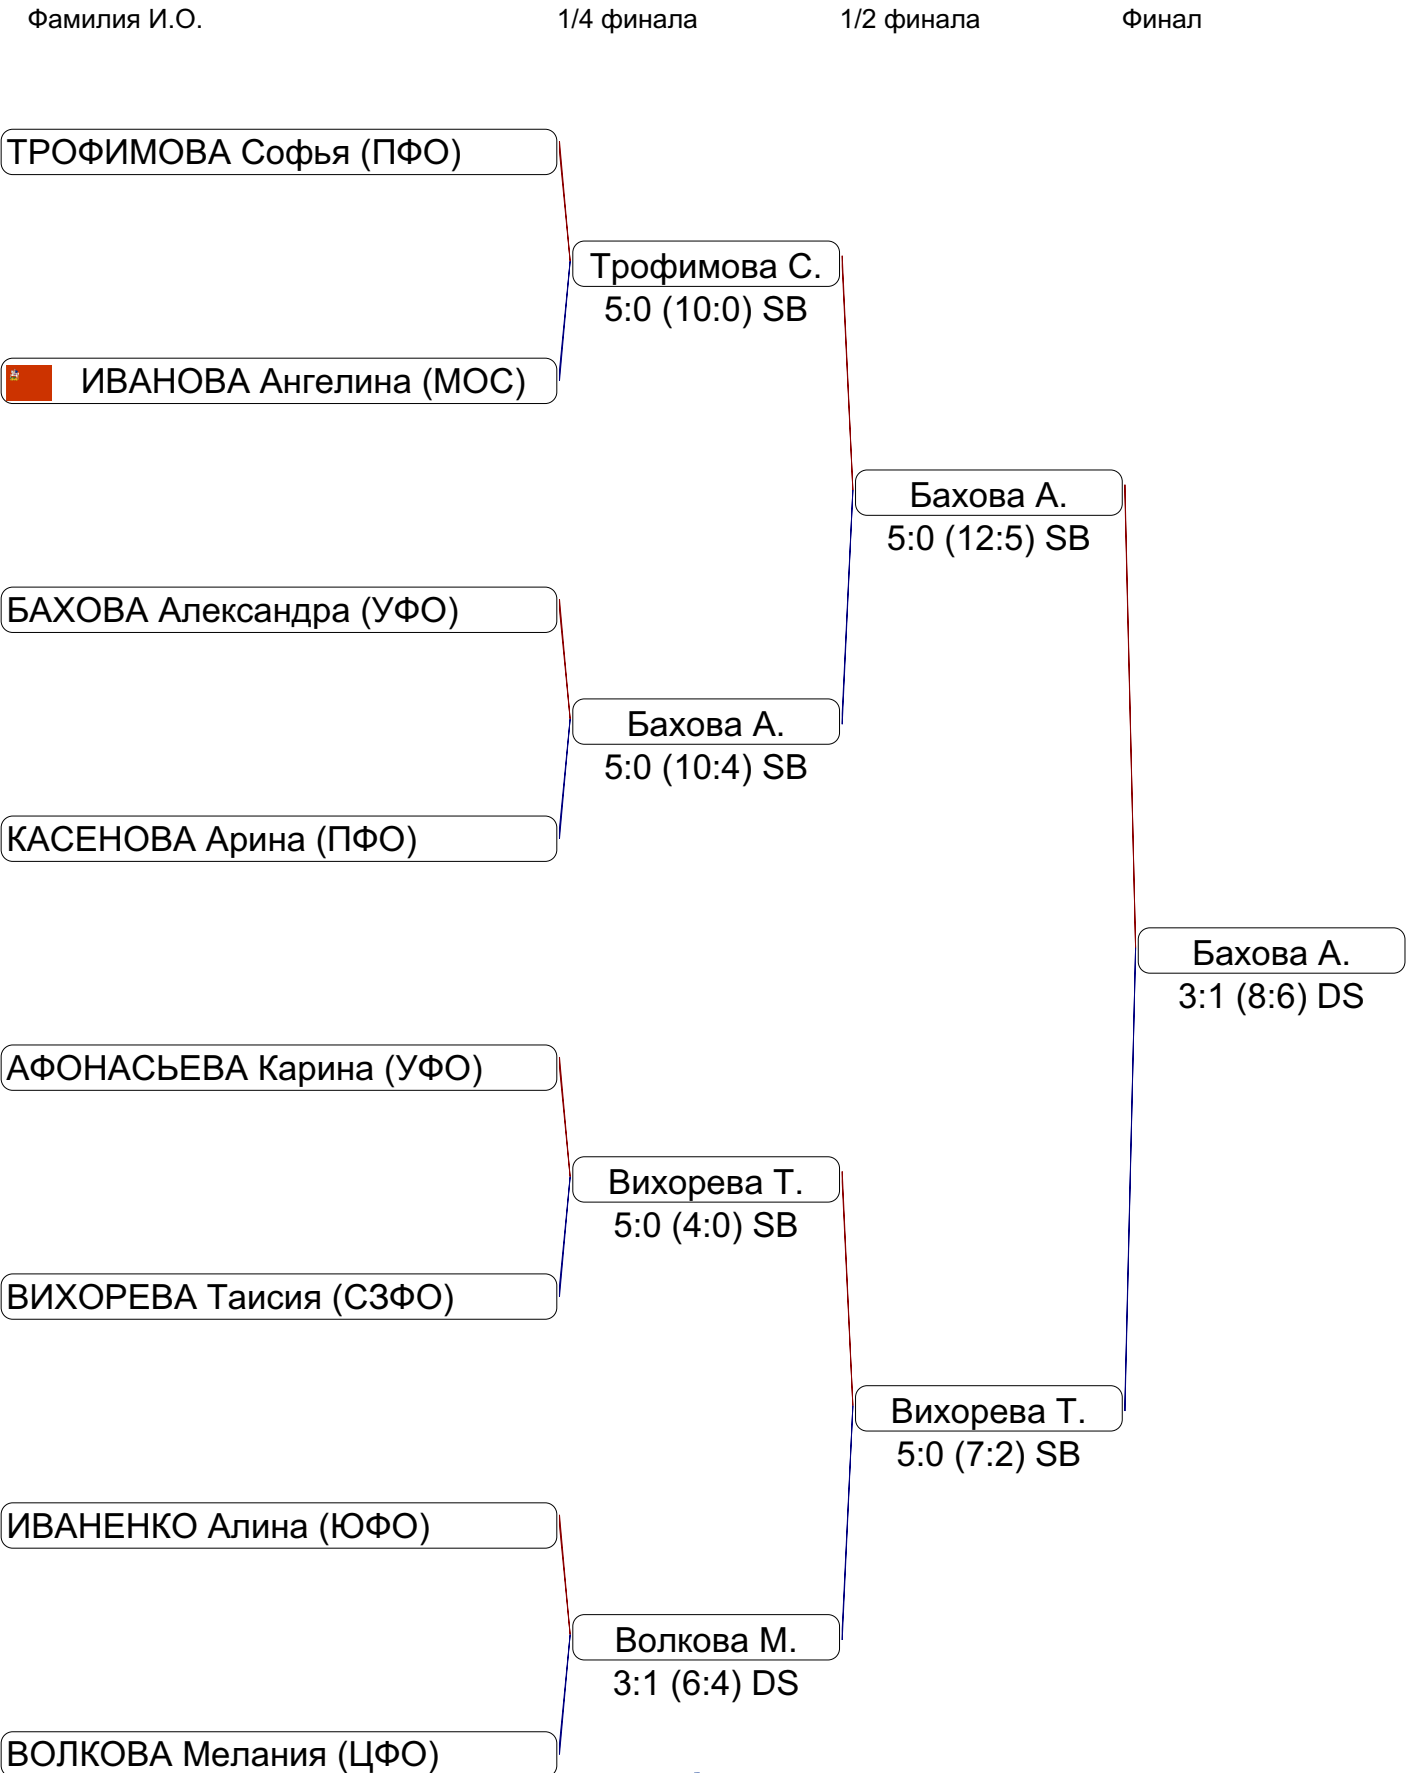 Фамилия И.О. 1/4 финала 1/2 финала Финал
ТРОФИМОВА Софья (ПФО)
Трофимова С.
5:0 (10:0) SB
ИВАНОВА Ангелина (МОС)
Бахова А.
5:0 (12:5) SB
БАХОВА Александра (УФО)
Бахова А.
5:0 (10:4) SB
КАСЕНОВА Арина (ПФО)
Бахова А.
3:1 (8:6) DS
АФОНАСЬЕВА Карина (УФО)
Вихорева Т.
5:0 (4:0) SB
ВИХОРЕВА Таисия (СЗФО)
Вихорева Т.
5:0 (7:2) SB
ИВАНЕНКО Алина (ЮФО)
Волкова М.
3:1 (6:4) DS
ВОЛКОВА Мелания (ЦФО)